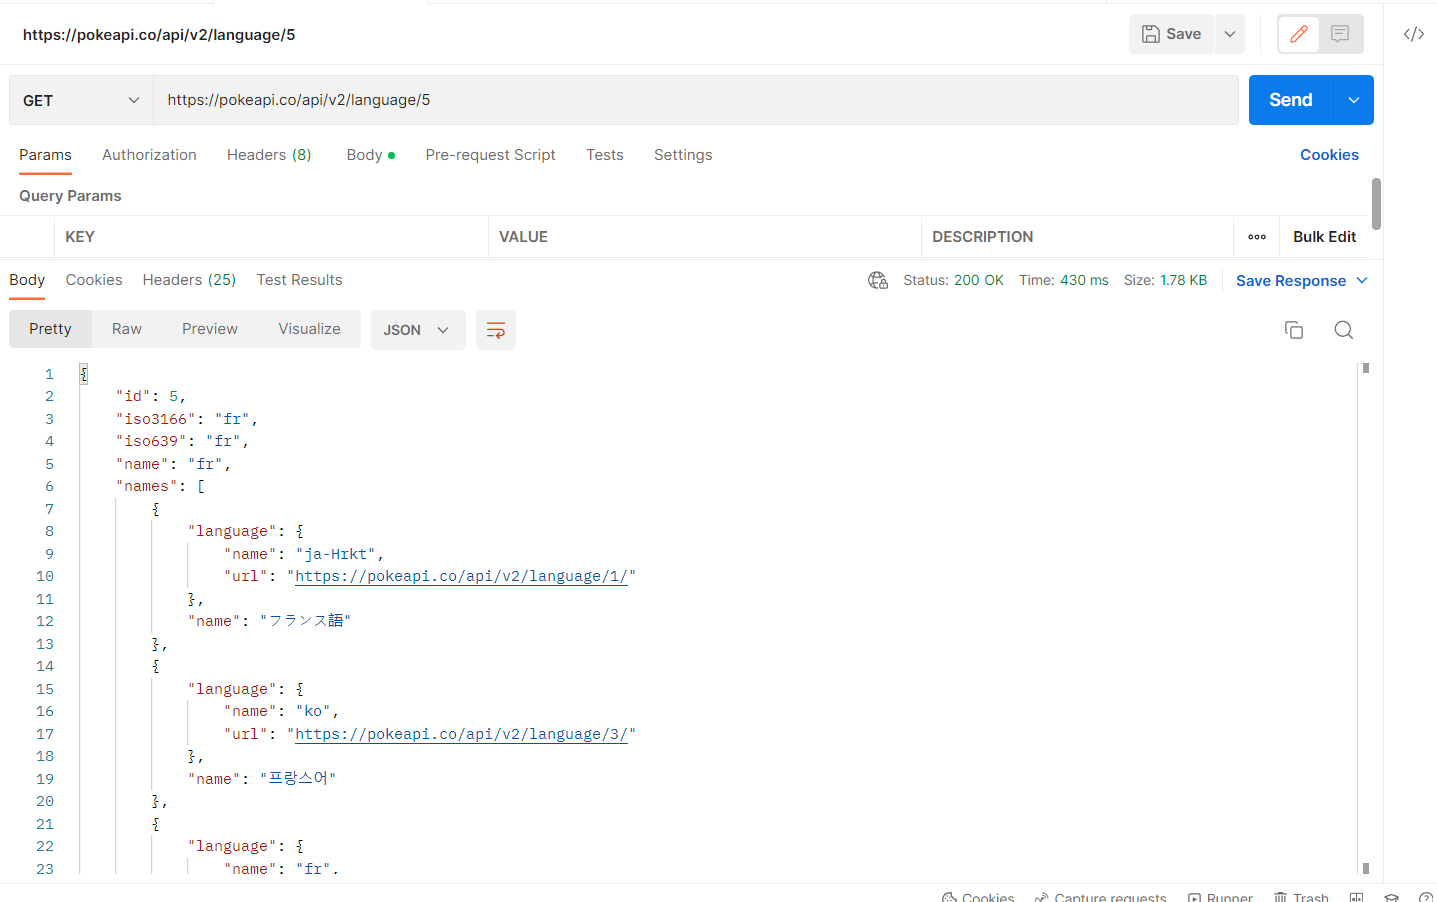 https://pokeapi.co/api/v2/language/5
Save
GET
https://pokeapi.co/api/v2/language/5
Send
Params Authorization Headers (8) Body Pre-request Script Tests Settings Cookies
Query Params
KEY VALUE DESCRIPTION Bulk Edit
Body Cookies Headers (25) Test Results Status: 200 OK Time: 430 ms Size: 1.78 KB Save Response
Pretty Raw Preview Visualize JSON
1 {
2 "id": 5,
3 "iso3166": "fr",
4 "iso639": "fr",
5 "name": "fr",
6 "names": [
7 {
8 "language": {
9 "name": "ja-Hrkt",
10 "url": "https://pokeapi.co/api/v2/language/1/"
11 },
12 "name": "フランス語"
13 },
14 {
15 "language": {
16 "name": "ko",
17 "url": "https://pokeapi.co/api/v2/language/3/"
18 },
19 "name": "프랑스어"
20 },
21 {
22 "language": {
23 "name": "fr",
Cookies Capture requests Runner Trash